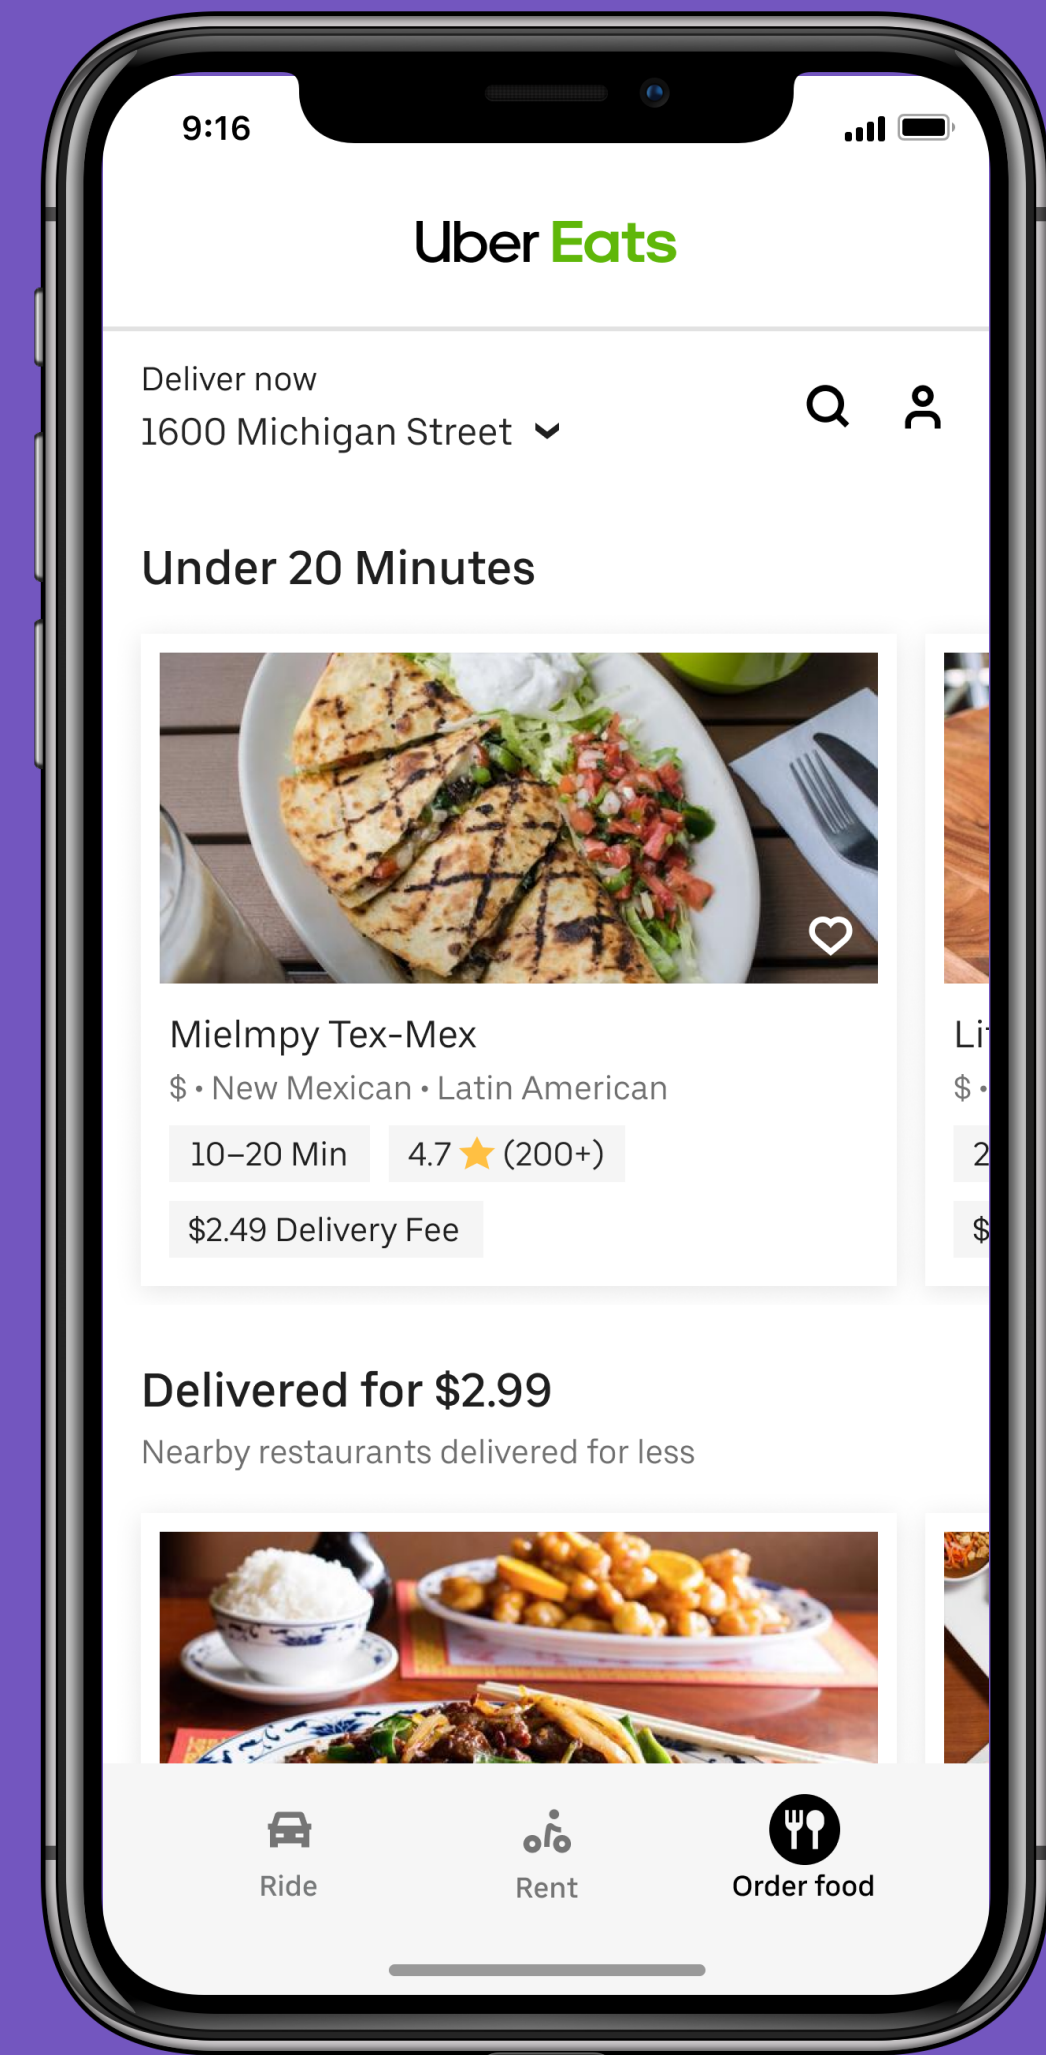 9:16
Uber Eats
Deliver now
1600 Michigan Street
Under 20 Minutes
Mielmpy Tex-Mex
$ • New Mexican • Latin American
10–20 Min
4.7 ⭐ (200+)
$2.49 Delivery Fee
$ •
2
$
Delivered for $2.99
Nearby restaurants delivered for less
Ride
Rent
Order food